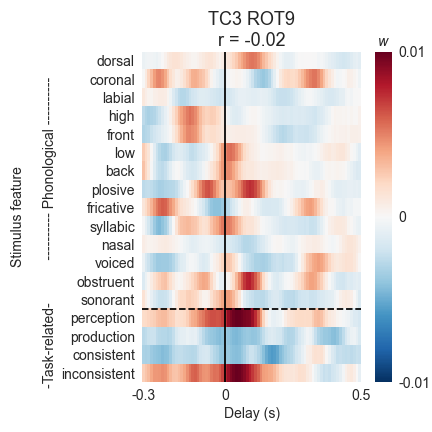 TC3 ROT9
r = -0.02
w
dorsal
coronal
labial
high
front
low
back
plosive
fricative
syllabic
nasal
voiced
obstruent
sonorant
perception
production
consistent
inconsistent
Stimulus feature
-Task-related- ---------- Phonological ----------
0.01
0
-0.01
-0.3
0
0.5
Delay (s)